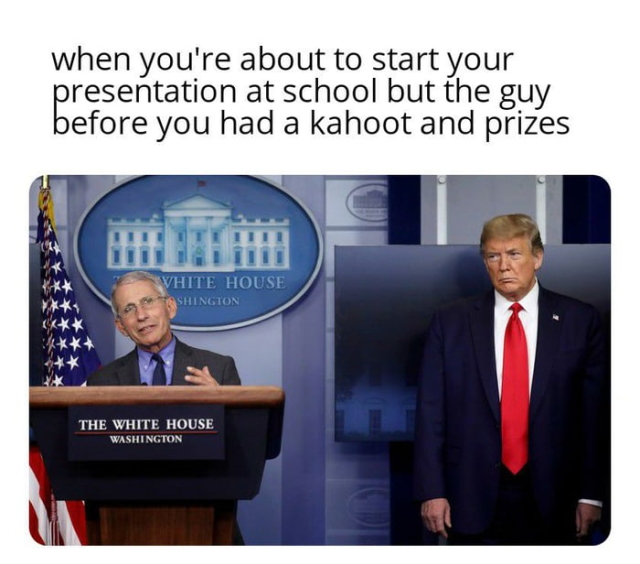 when you're about to start your
presentation at school but the guy
before you had a kahoot and prizes
WHITE HOUSE
SHINGTON
THE WHITE HOUSE
WASHINGTON